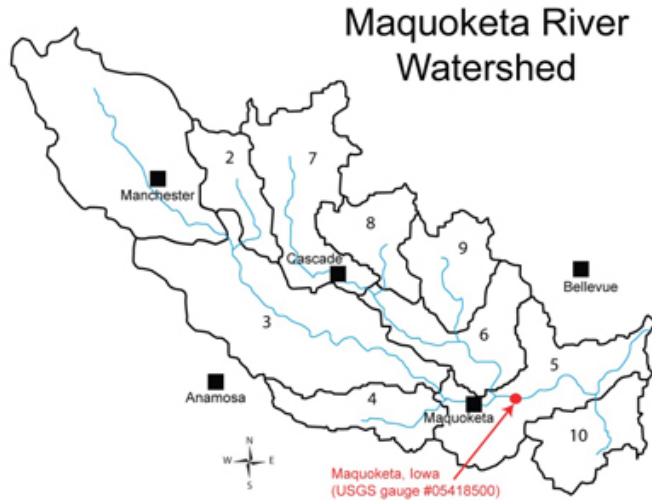 Maquoketa River
Watershed
2
7
Manchester
8
9
Cascade
Bellevue
3
6
5
Anamosa
4
Maquoketa
10
N
W
E
S
Maquoketa, Iowa
(USGS gauge #05418500)